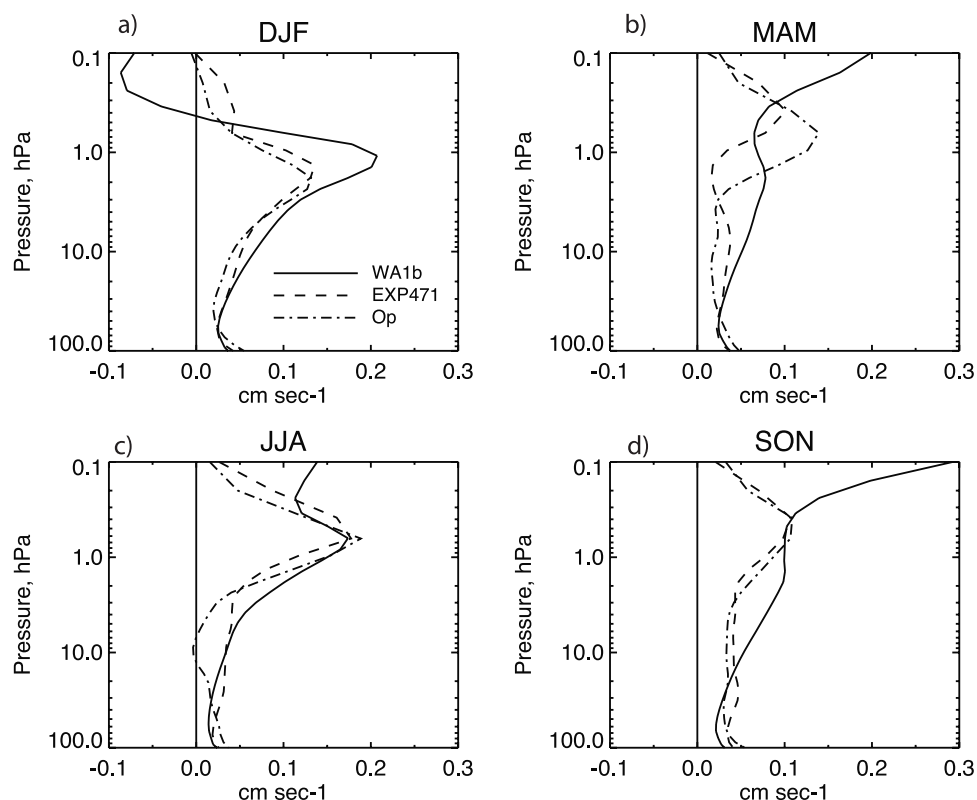 a) DJF
0.1
1.0
10.0
100.0
Pressure, hPa
WA1b
EXP471
Op
-0.1 0.0 0.1 0.2 0.3
cm sec-1
b) MAM
0.1
1.0
10.0
100.0
Pressure, hPa
-0.1 0.0 0.1 0.2 0.3
cm sec-1
c) JJA
0.1
1.0
10.0
100.0
Pressure, hPa
-0.1 0.0 0.1 0.2 0.3
cm sec-1
d) SON
0.1
1.0
10.0
100.0
Pressure, hPa
-0.1 0.0 0.1 0.2 0.3
cm sec-1